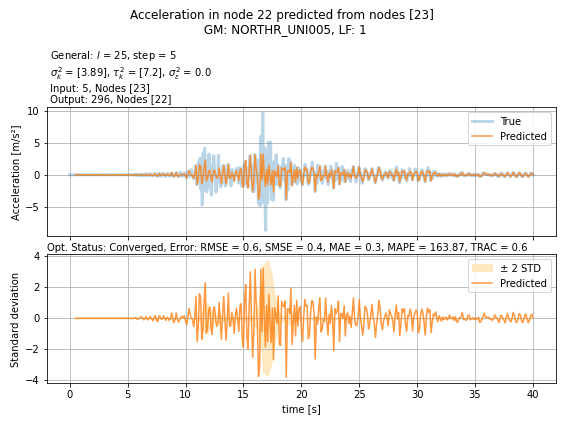 Acceleration in node 22 predicted from nodes [23]
GM: NORTHR_UNI005, LF: 1
General: l = 25, step = 5
σ²ₖ = [3.89], τ²ₖ = [7.2], σ²ε = 0.0
Input: 5, Nodes [23]
Output: 296, Nodes [22]
Acceleration [m/s²]
10
5
0
−5
True
Predicted
Opt. Status: Converged, Error: RMSE = 0.6, SMSE = 0.4, MAE = 0.3, MAPE = 163.87, TRAC = 0.6
Standard deviation
4
2
0
−2
−4
± 2 STD
Predicted
0 5 10 15 20 25 30 35 40
time [s]